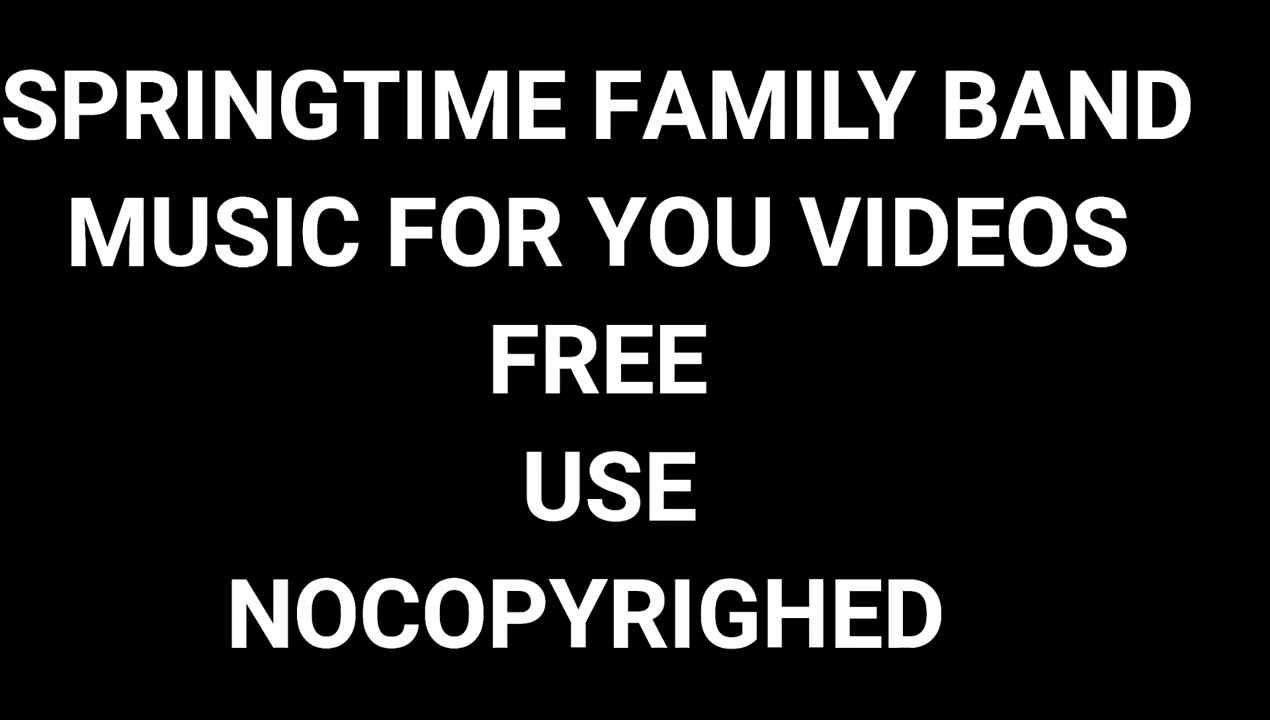 SPRINGTIME FAMILY BAND
MUSIC FOR YOU VIDEOS
FREE
USE
NOCOPYRIGHED